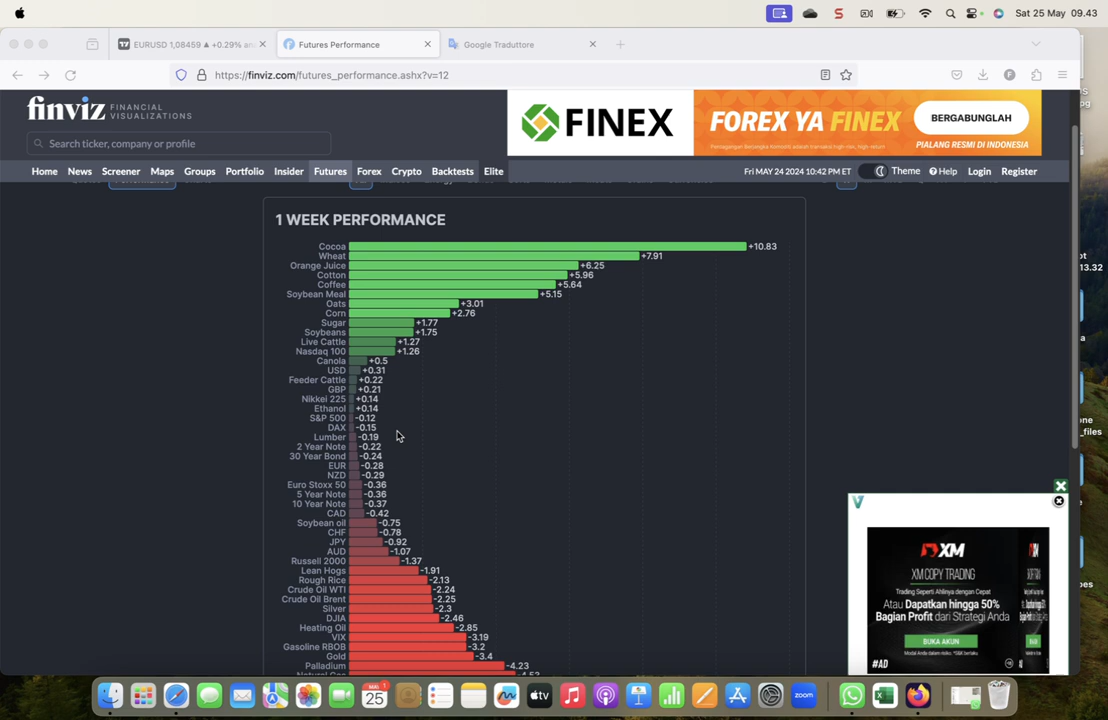 Sat 25 May 09.43
EURUSD 1,08459 ▲ +0.29%
Futures Performance
Google Traduttore
https://finviz.com/futures_performance.ashx?v=12
finviz FINANCIAL VISUALIZATIONS
FINEX
FOREX YA FINEX
BERGABUNGLAH
PIALANG RESMI DI INDONESIA
Search ticker, company or profile
Home News Screener Maps Groups Portfolio Insider Futures Forex Crypto Backtests Elite
Fri MAY 24 2024 10:42 PM ET Theme Help Login Register
1 WEEK PERFORMANCE
Cocoa +10.83
Wheat +7.91
Orange Juice +6.25
Cotton +5.96
Coffee +5.64
Soybean Meal +5.15
Oats +3.01
Corn +2.76
Sugar +1.77
Soybeans +1.75
Live Cattle +1.27
Nasdaq 100 +1.26
Canola +0.5
USD +0.31
Feeder Cattle +0.22
GBP +0.21
Nikkei 225 +0.14
Ethanol +0.14
S&P 500 -0.12
DAX -0.15
Lumber -0.19
2 Year Note -0.22
30 Year Bond -0.24
EUR -0.28
NZD -0.29
Euro Stoxx 50 -0.36
5 Year Note -0.36
10 Year Note -0.37
CAD -0.42
Soybean oil -0.75
CHF -0.78
JPY -0.92
AUD -1.07
Russell 2000 -1.37
Lean Hogs -1.91
Rough Rice -2.13
Crude Oil WTI -2.24
Crude Oil Brent -2.25
Silver -2.3
DJIA -2.46
Heating Oil -2.85
VIX -3.19
Gasoline RBOB -3.2
Gold -3.4
Palladium -4.23
XM
XM COPY TRADING
Trading Seperti Ahlinya dengan Cepat
Atau Dapatkan hingga 50%
Bagian Profit dari Strategi Anda
BUKA AKUN
#AD
13.32
_files
25
tv
zoom